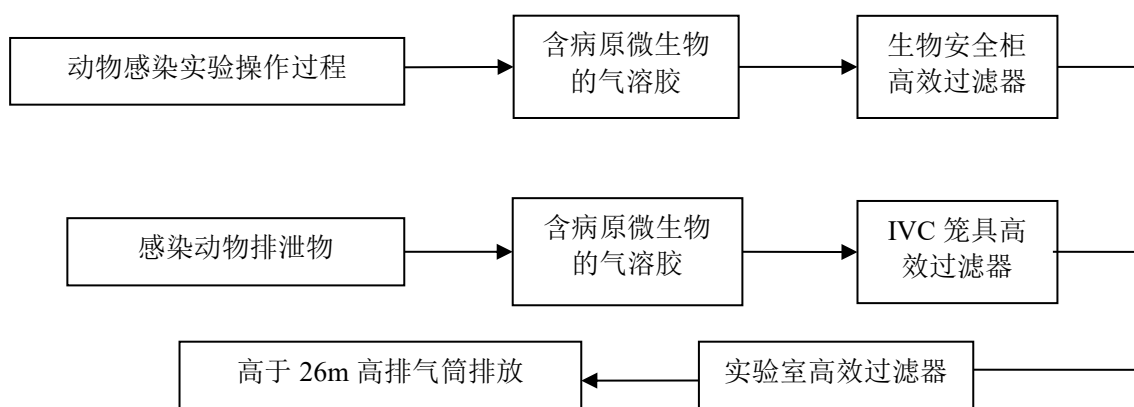 动物感染实验操作过程
含病原微生物
的气溶胶
生物安全柜
高效过滤器
感染动物排泄物
含病原微生物
的气溶胶
IVC 笼具高
效过滤器
高于 26m 高排气筒排放
实验室高效过滤器